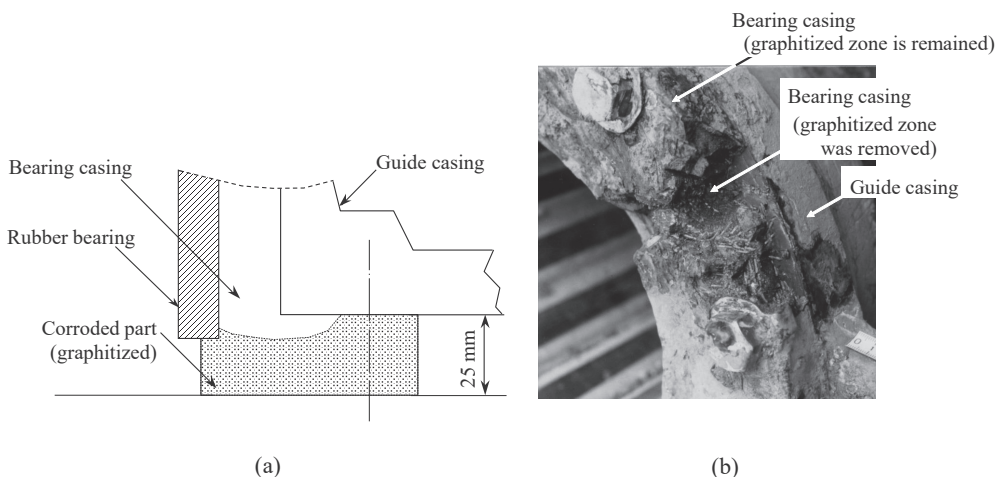 Bearing casing
(graphitized zone is remained)
Bearing casing
(graphitized zone
was removed)
Guide casing
Guide casing
Bearing casing
Rubber bearing
Corroded part
(graphitized)
25 mm
(a)
(b)